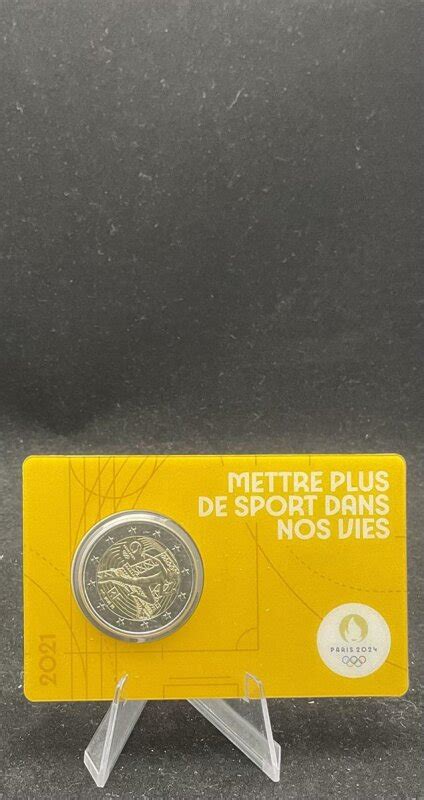 METTRE PLUS
DE SPORT DANS
NOS VIES
2021
PARIS 2024